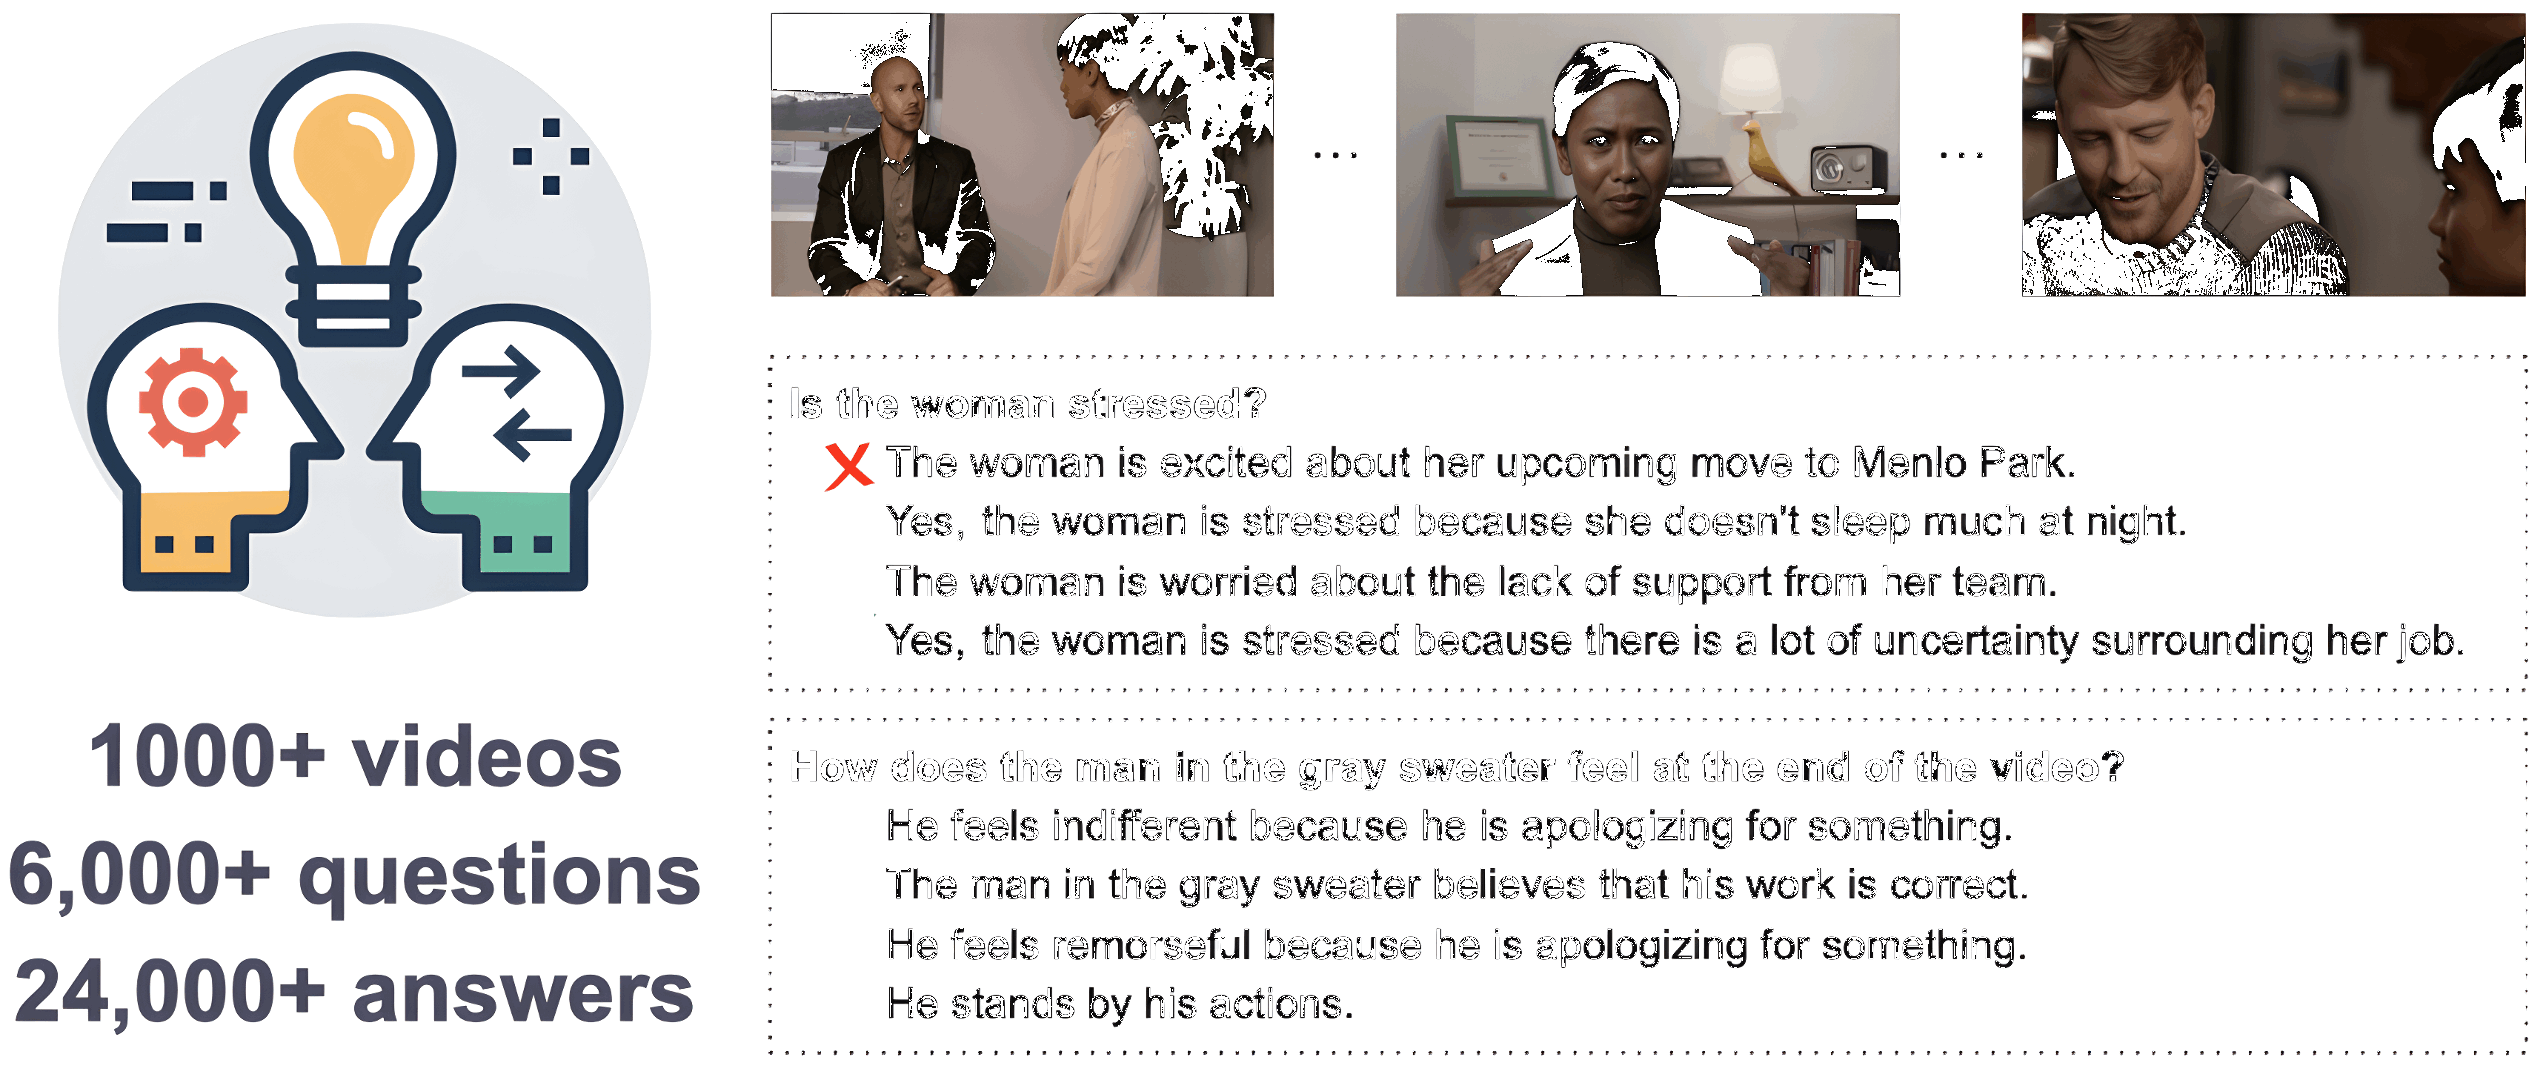 1000+ videos
6,000+ questions
24,000+ answers
Is the woman stressed?
The woman is excited about her upcoming move to Menlo Park.
Yes, the woman is stressed because she doesn't sleep much at night.
The woman is worried about the lack of support from her team.
Yes, the woman is stressed because there is a lot of uncertainty surrounding her job.
How does the man in the gray sweater feel at the end of the video?
He feels indifferent because he is apologizing for something.
The man in the gray sweater believes that his work is correct.
He feels remorseful because he is apologizing for something.
He stands by his actions.